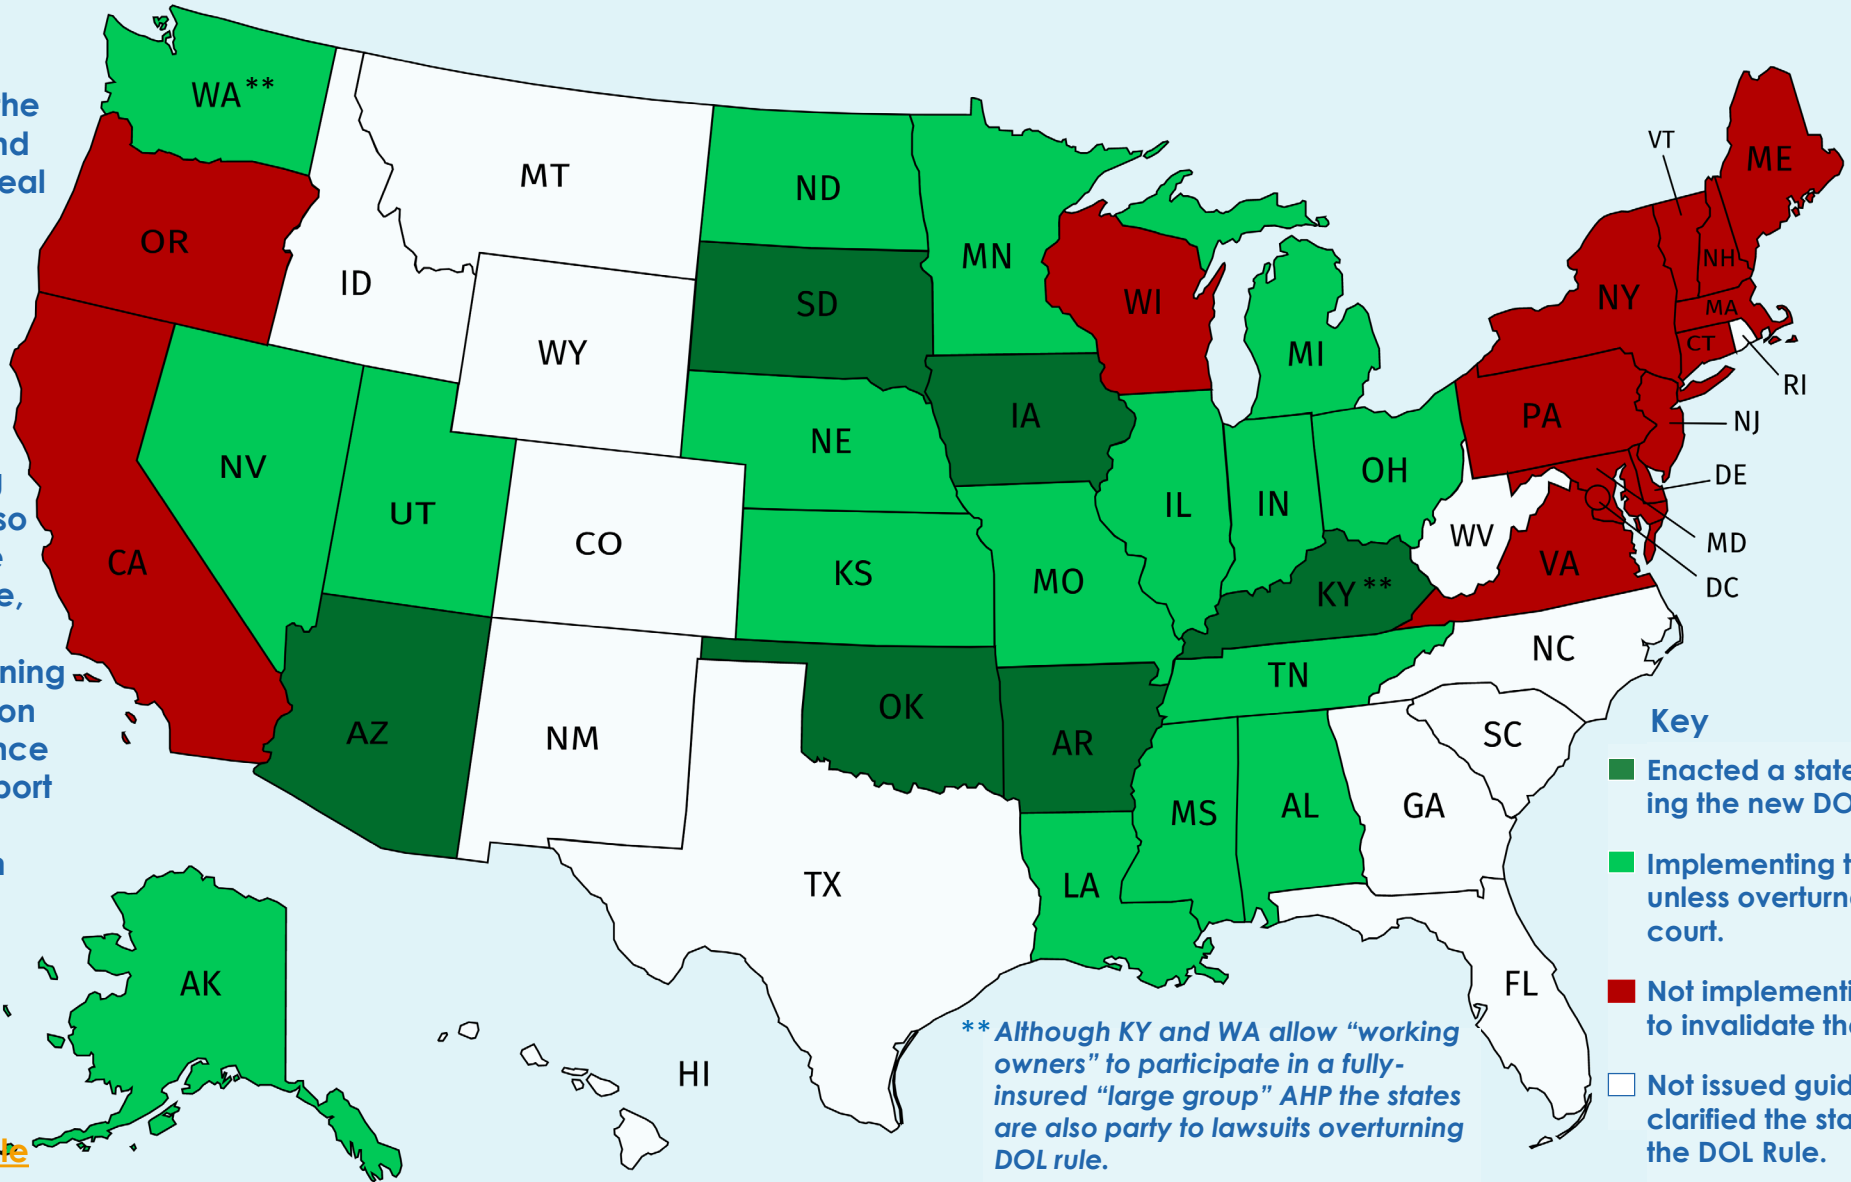 the
nd
eal
g
so
e
e,
ning
on
nce
port
n
le
WA**
OR
CA
ID
MT
WY
NV
UT
CO
AZ
NM
ND
SD
NE
KS
OK
TX
MN
IA
MO
AR
LA
WI
IL
MI
IN
OH
KY**
TN
MS
AL
GA
FL
SC
NC
VA
WV
PA
NY
VT
NH
ME
MA
CT
RI
NJ
DE
MD
DC
AK
HI
** Although KY and WA allow “working
owners” to participate in a fully-
insured “large group” AHP the states
are also party to lawsuits overturning
DOL rule.
Key
Enacted a state
ing the new DO
Implementing t
unless overturne
court.
Not implementi
to invalidate the
Not issued guid
clarified the sta
the DOL Rule.